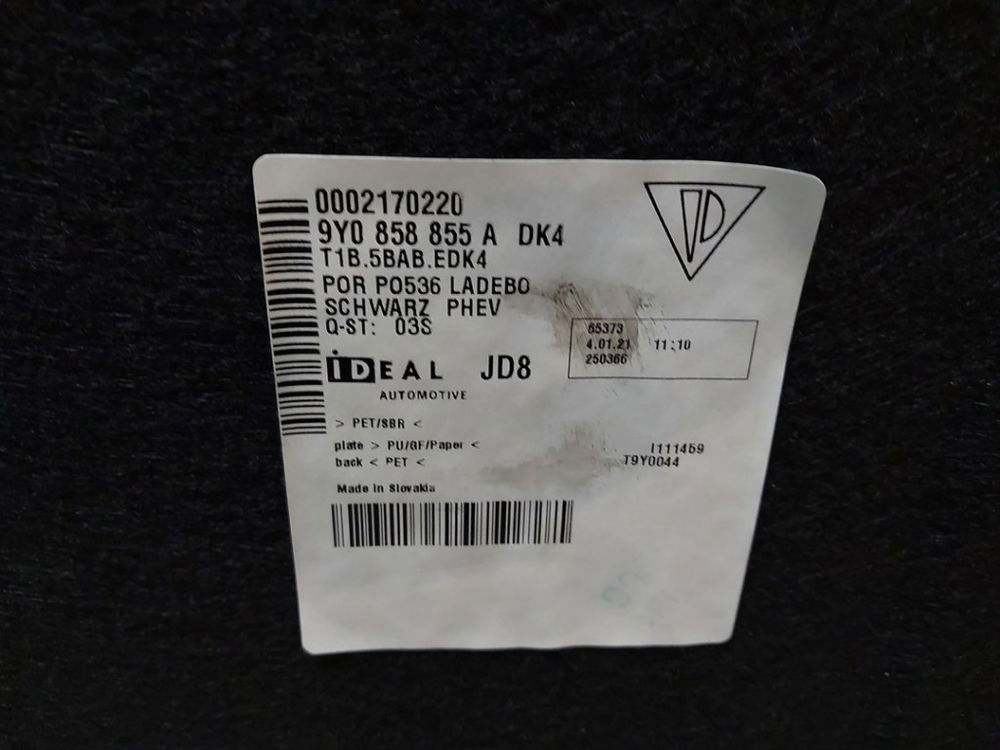 0002170220
9Y0 858 855 A DK4
T1B.5BAB.EDK4
POR PO536 LADEBO
SCHWARZ PHEV
Q-ST: 03S
65373
4.01.21 11:10
250366
iDEAL JD8
AUTOMOTIVE
> PET/SBR <
plate > PU/GF/Paper <
back < PET <
I111459
T9Y0044
Made in Slovakia